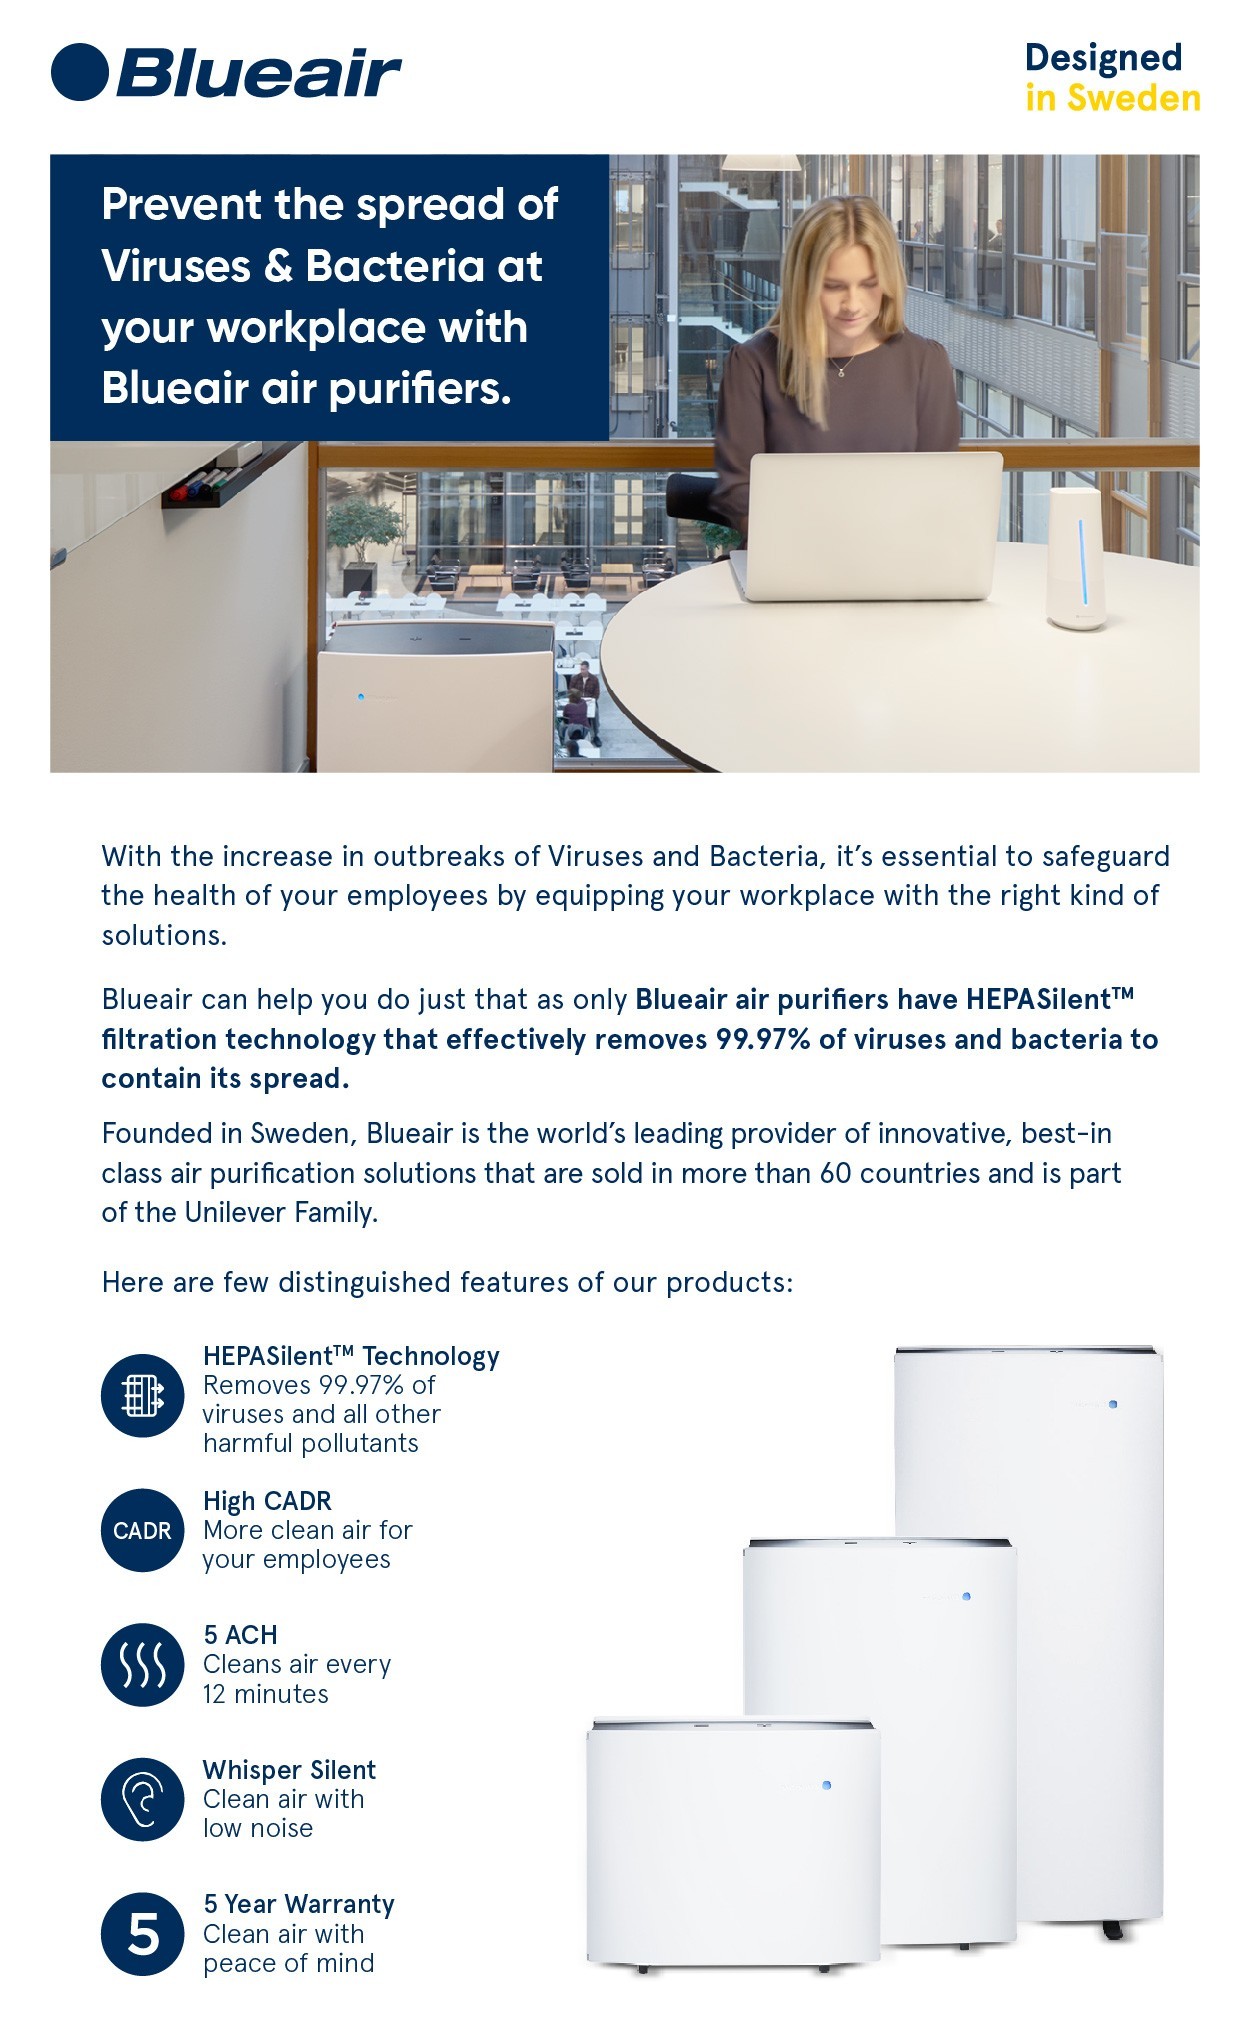 Blueair
Designed
in Sweden
Prevent the spread of
Viruses & Bacteria at
your workplace with
Blueair air purifiers.
With the increase in outbreaks of Viruses and Bacteria, it's essential to safeguard
the health of your employees by equipping your workplace with the right kind of
solutions.
Blueair can help you do just that as only Blueair air purifiers have HEPASilent™
filtration technology that effectively removes 99.97% of viruses and bacteria to
contain its spread.
Founded in Sweden, Blueair is the world's leading provider of innovative, best-in
class air purification solutions that are sold in more than 60 countries and is part
of the Unilever Family.
Here are few distinguished features of our products:
HEPASilent™ Technology
Removes 99.97% of
viruses and all other
harmful pollutants
CADR
High CADR
More clean air for
your employees
5 ACH
Cleans air every
12 minutes
Whisper Silent
Clean air with
low noise
5
5 Year Warranty
Clean air with
peace of mind